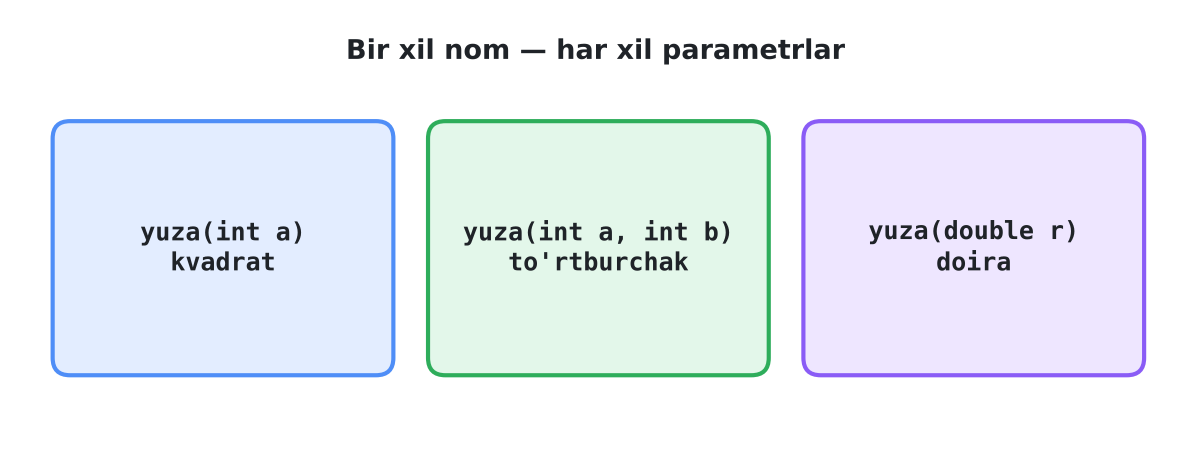 Bir xil nom — har xil parametrlar
yuza(int a)
kvadrat
yuza(int a, int b)
to'rtburchak
yuza(double r)
doira